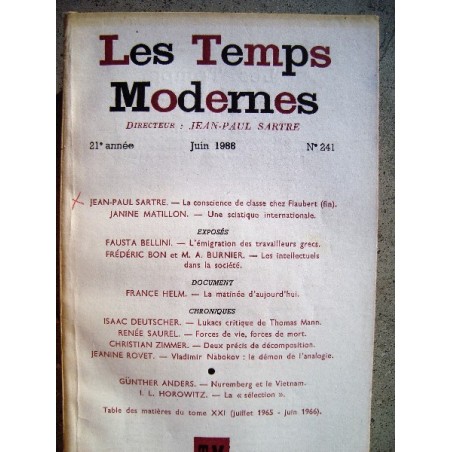 Les Temps
Modernes
DIRECTEUR : JEAN-PAUL SARTRE
21e année Juin 1966 N° 241
JEAN-PAUL SARTRE. — La conscience de classe chez Flaubert (fin).
JANINE MATILLON. — Une sciatique internationale.
EXPOSÉS
FAUSTA BELLINI. — L'émigration des travailleurs grecs.
FRÉDÉRIC BON et M. A. BURNIER. — Les intellectuels
dans la société.
DOCUMENT
FRANCE HELM. — La matinée d'aujourd'hui.
CHRONIQUES
ISAAC DEUTSCHER. — Lukacs critique de Thomas Mann.
RENÉE SAUREL. — Forces de vie, forces de mort.
CHRISTIAN ZIMMER. — Deux précis de décomposition.
JEANINE ROVET. — Vladimir Nabokov : le démon de l'analogie.
GÜNTHER ANDERS. — Nuremberg et le Vietnam.
I. L. HOROWITZ. — La « sélection ».
Table des matières du tome XXI (juillet 1965 - juin 1966).